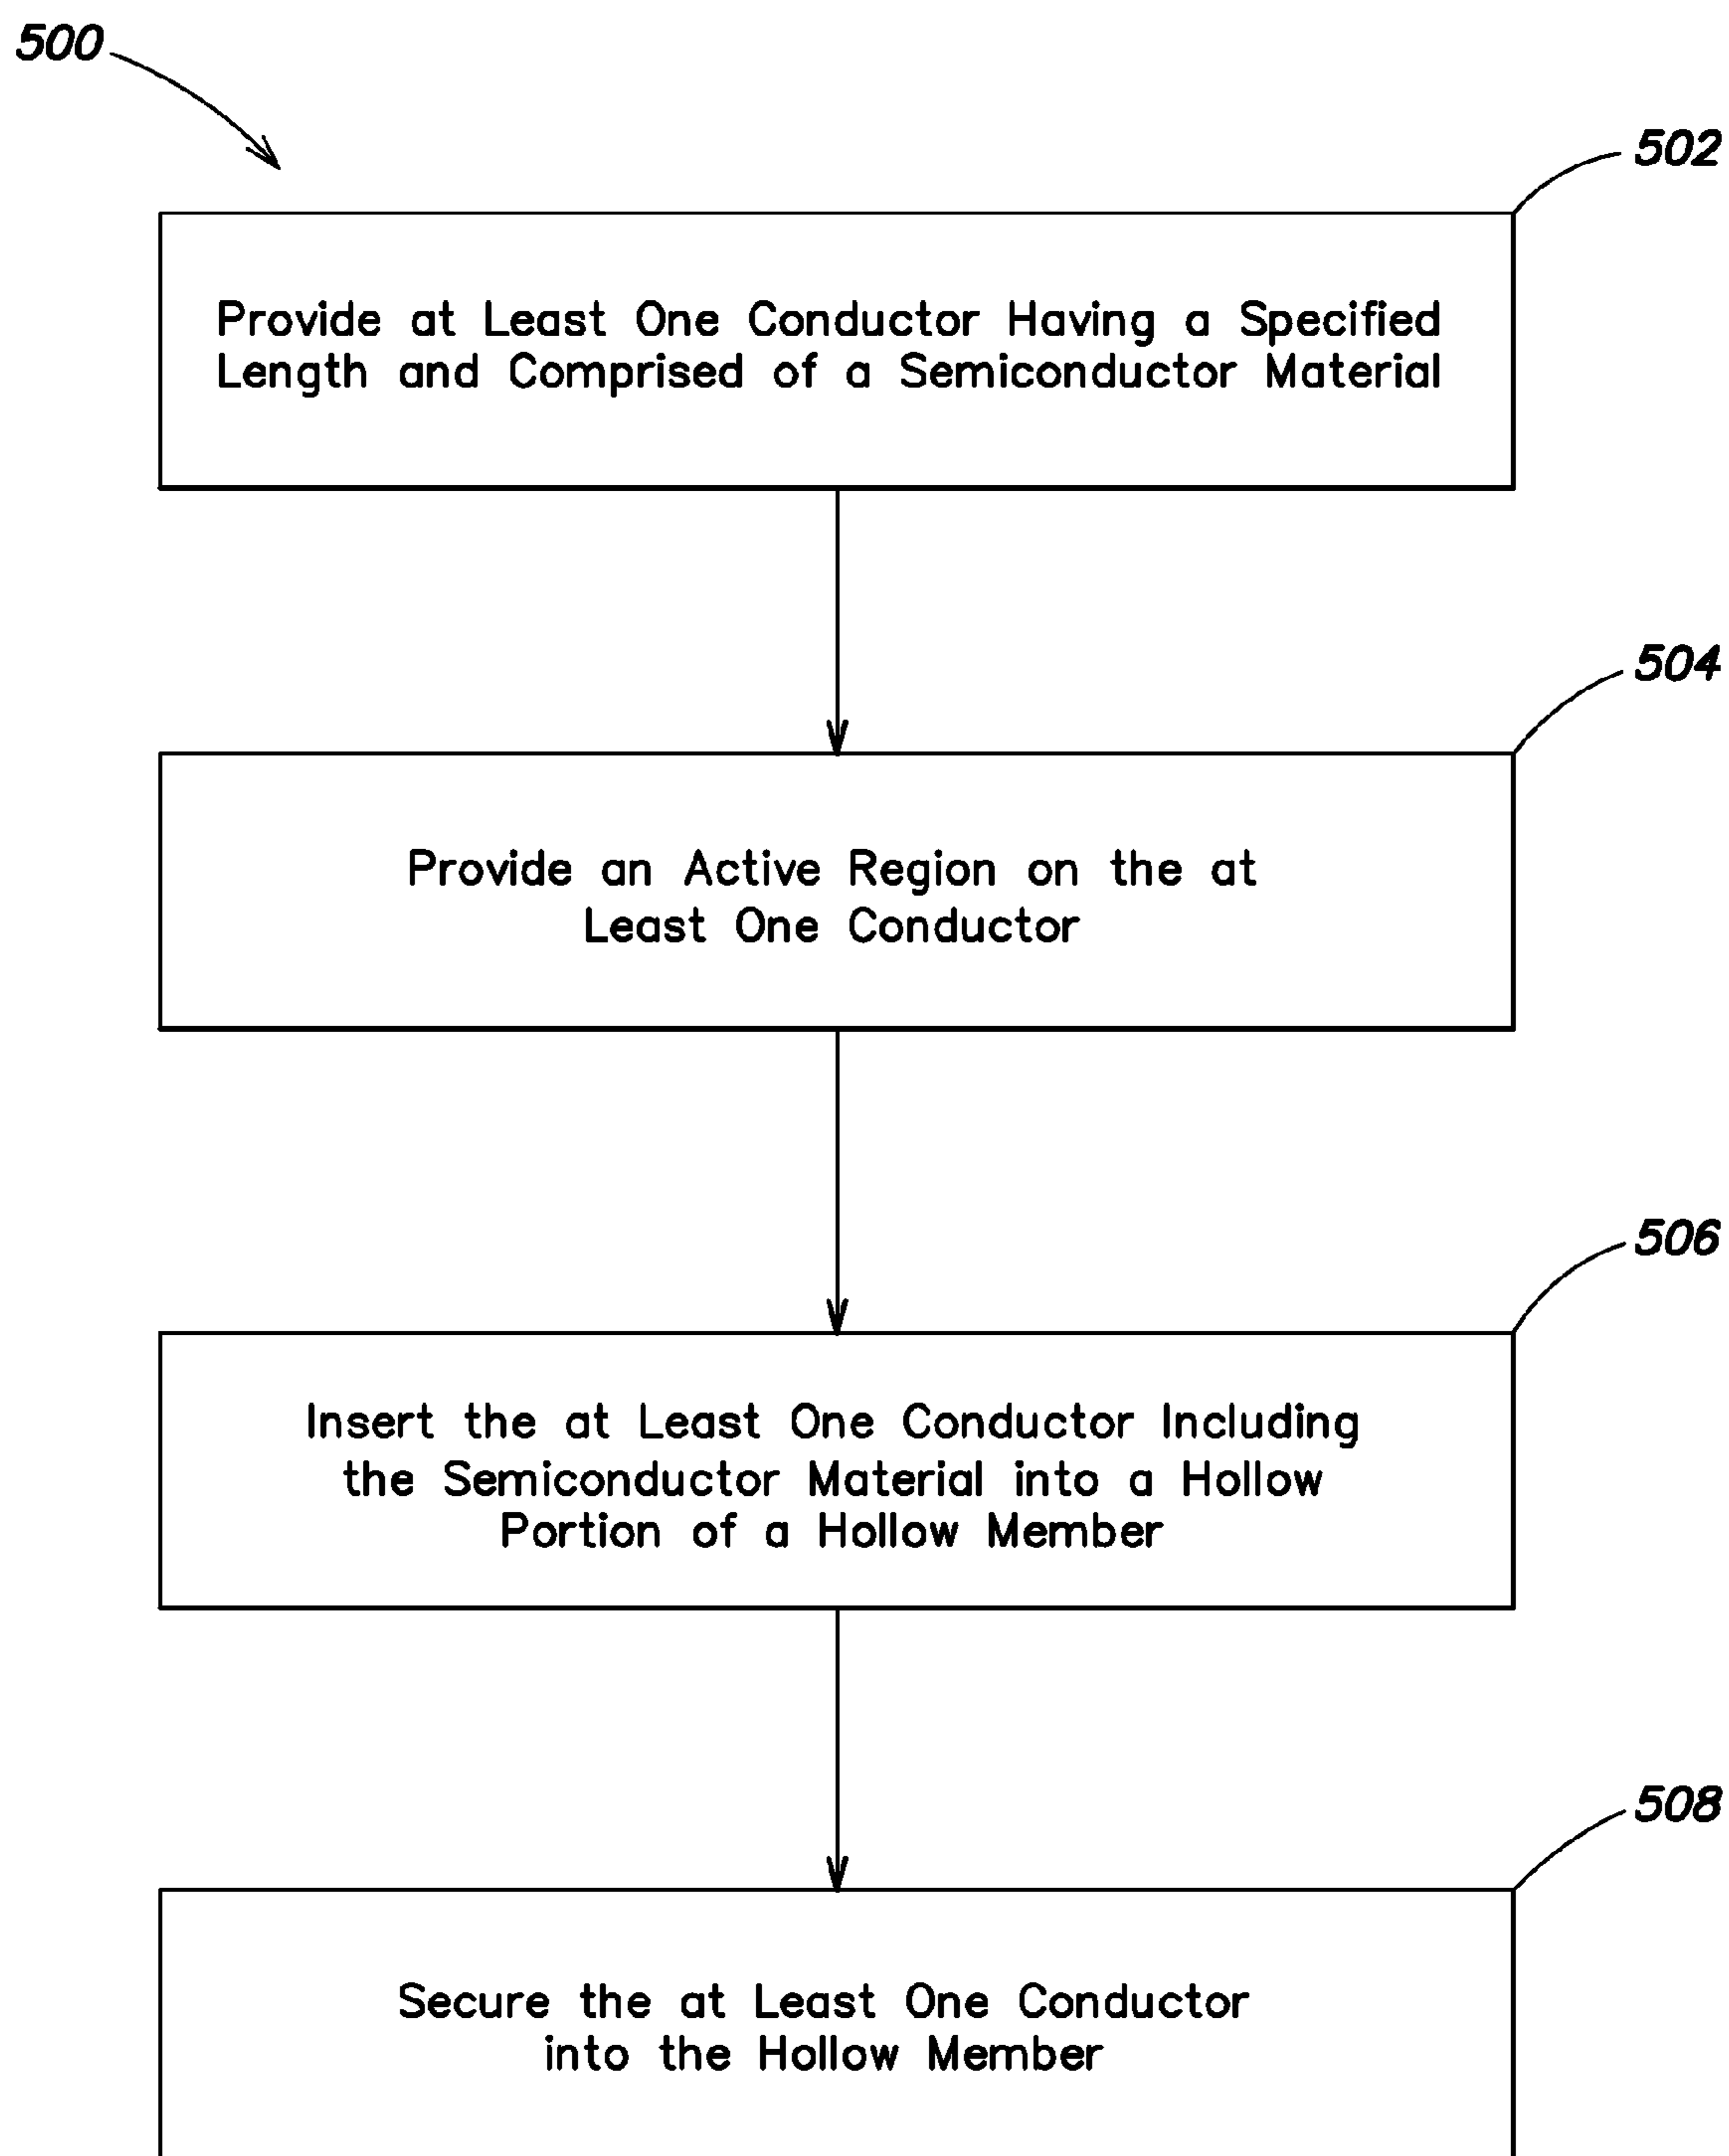 500
502
Provide at Least One Conductor Having a Specified
Length and Comprised of a Semiconductor Material
504
Provide an Active Region on the at
Least One Conductor
506
Insert the at Least One Conductor Including
the Semiconductor Material into a Hollow
Portion of a Hollow Member
508
Secure the at Least One Conductor
into the Hollow Member